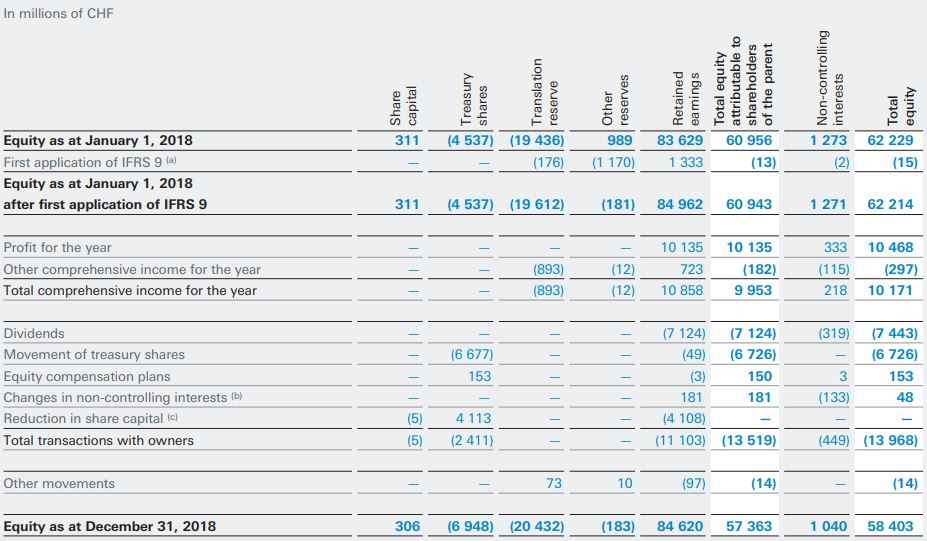 In millions of CHF
Share capital
Treasury shares
Translation reserve
Other reserves
Retained earnings
Total equity attributable to shareholders of the parent
Non-controlling interests
Total equity
Equity as at January 1, 2018 311 (4 537) (19 436) 989 83 629 60 956 1 273 62 229
First application of IFRS 9 (a) — — (176) (1 170) 1 333 (13) (2) (15)
Equity as at January 1, 2018
after first application of IFRS 9 311 (4 537) (19 612) (181) 84 962 60 943 1 271 62 214
Profit for the year — — — — 10 135 10 135 333 10 468
Other comprehensive income for the year — — (893) (12) 723 (182) (115) (297)
Total comprehensive income for the year — — (893) (12) 10 858 9 953 218 10 171
Dividends — — — — (7 124) (7 124) (319) (7 443)
Movement of treasury shares — (6 677) — — (49) (6 726) — (6 726)
Equity compensation plans — 153 — — (3) 150 3 153
Changes in non-controlling interests (b) — — — — 181 181 (133) 48
Reduction in share capital (c) (5) 4 113 — — (4 108) — — —
Total transactions with owners (5) (2 411) — — (11 103) (13 519) (449) (13 968)
Other movements — — 73 10 (97) (14) — (14)
Equity as at December 31, 2018 306 (6 948) (20 432) (183) 84 620 57 363 1 040 58 403